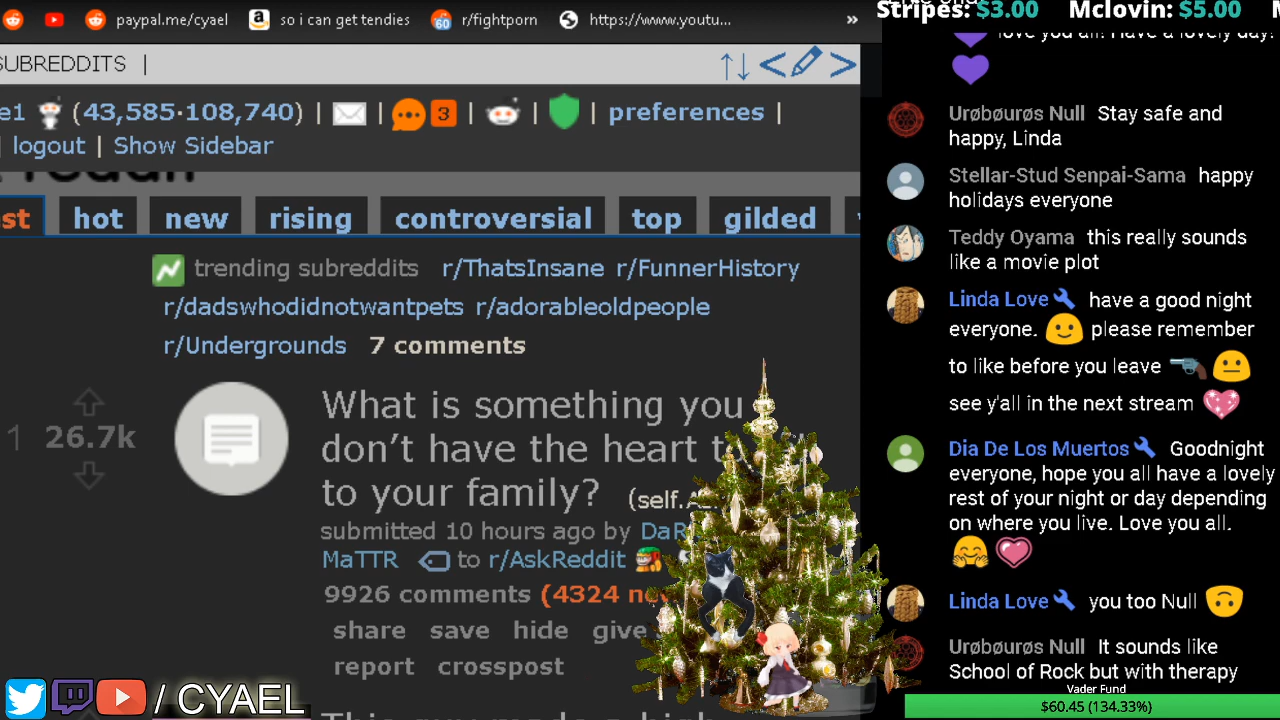 paypal.me/cyael so i can get tendies r/fightporn https://www.youtu... »
SUBREDDITS |
e1 (43,585·108,740) | | 3 | | | preferences |
| logout | Show Sidebar
st hot new rising controversial top gilded
trending subreddits r/ThatsInsane r/FunnerHistory
r/dadswhodidnotwantpets r/adorableoldpeople
r/Undergrounds 7 comments
1 26.7k
What is something you
don’t have the heart
to your family? (self.
submitted 10 hours ago by
MaTTR to r/AskReddit
9926 comments (4324
share save hide give
report crosspost
/ CYAEL
Stripes: $3.00 Mclovin: $5.00
love you all! Have a lovely day!
Urøbøurøs Null Stay safe and
happy, Linda
Stellar-Stud Senpai-Sama happy
holidays everyone
Teddy Oyama this really sounds
like a movie plot
Linda Love have a good night
everyone. please remember
to like before you leave
see y'all in the next stream
Dia De Los Muertos Goodnight
everyone, hope you all have a lovely
rest of your night or day depending
on where you live. Love you all.
Linda Love you too Null
Urøbøurøs Null It sounds like
School of Rock but with therapy
Vader Fund
$60.45 (134.33%)